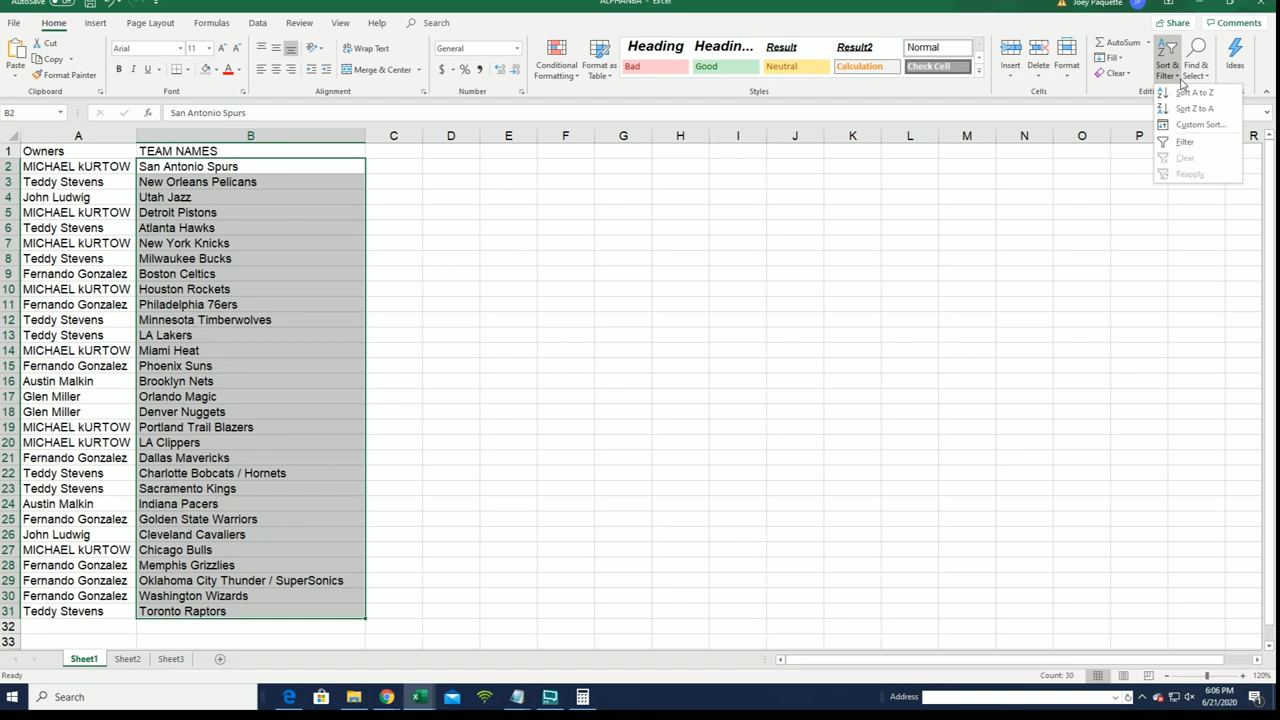 AutoSave Off ALPHANBA - Excel Joey Paquette JP
File Home Insert Page Layout Formulas Data Review View Help Search Share Comments
Paste Cut Copy Format Painter Clipboard
Arial 11 A A B I U A Font
Wrap Text Merge & Center Alignment
General $ % Number
Conditional Formatting Format as Table
Heading Headin... Result Result2 Normal
Bad Good Neutral Calculation Check Cell
Styles
Insert Delete Format Cells
AutoSum Fill Clear Sort & Filter Find & Select Ideas
Sort A to Z
Sort Z to A
Custom Sort...
Filter
Clear
Reapply
B2 fx San Antonio Spurs
A B C D E F G H I J K L M N O P R
1 Owners TEAM NAMES
2 MICHAEL kURTOW San Antonio Spurs
3 Teddy Stevens New Orleans Pelicans
4 John Ludwig Utah Jazz
5 MICHAEL kURTOW Detroit Pistons
6 Teddy Stevens Atlanta Hawks
7 MICHAEL kURTOW New York Knicks
8 Teddy Stevens Milwaukee Bucks
9 Fernando Gonzalez Boston Celtics
10 MICHAEL kURTOW Houston Rockets
11 Fernando Gonzalez Philadelphia 76ers
12 Teddy Stevens Minnesota Timberwolves
13 Teddy Stevens LA Lakers
14 MICHAEL kURTOW Miami Heat
15 Fernando Gonzalez Phoenix Suns
16 Austin Malkin Brooklyn Nets
17 Glen Miller Orlando Magic
18 Glen Miller Denver Nuggets
19 MICHAEL kURTOW Portland Trail Blazers
20 MICHAEL kURTOW LA Clippers
21 Fernando Gonzalez Dallas Mavericks
22 Teddy Stevens Charlotte Bobcats / Hornets
23 Teddy Stevens Sacramento Kings
24 Austin Malkin Indiana Pacers
25 Fernando Gonzalez Golden State Warriors
26 John Ludwig Cleveland Cavaliers
27 MICHAEL kURTOW Chicago Bulls
28 Fernando Gonzalez Memphis Grizzlies
29 Fernando Gonzalez Oklahoma City Thunder / SuperSonics
30 Fernando Gonzalez Washington Wizards
31 Teddy Stevens Toronto Raptors
32
33
Sheet1 Sheet2 Sheet3
Ready Count: 30 120%
Search Address 6:06 PM
6/21/2020